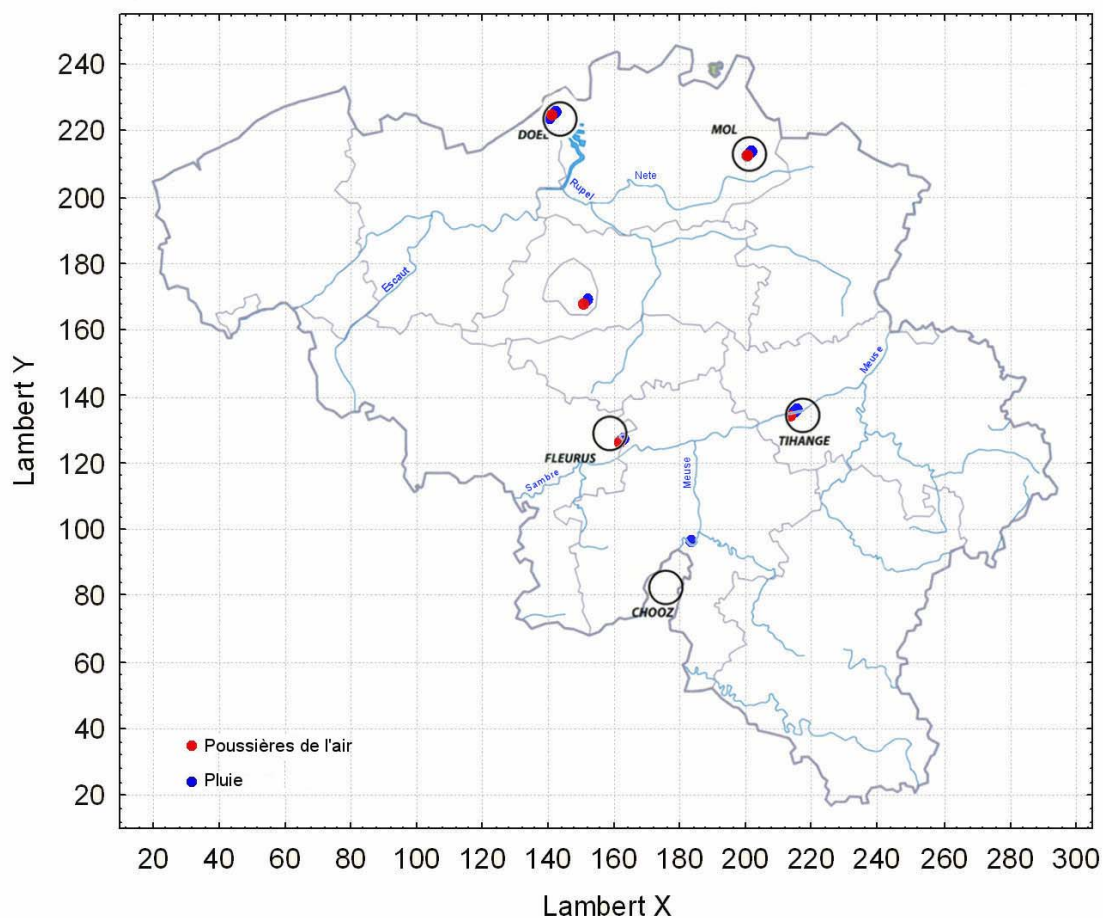 240
220
200
180
160
140
120
100
80
60
40
20
Lambert Y
DOEL
MOL
Nete
Rupel
Escaut
Meuse
TIHANGE
FLEURUS
Sambre
Meuse
CHOOZ
Poussières de l'air
Pluie
20 40 60 80 100 120 140 160 180 200 220 240 260 280 300
Lambert X